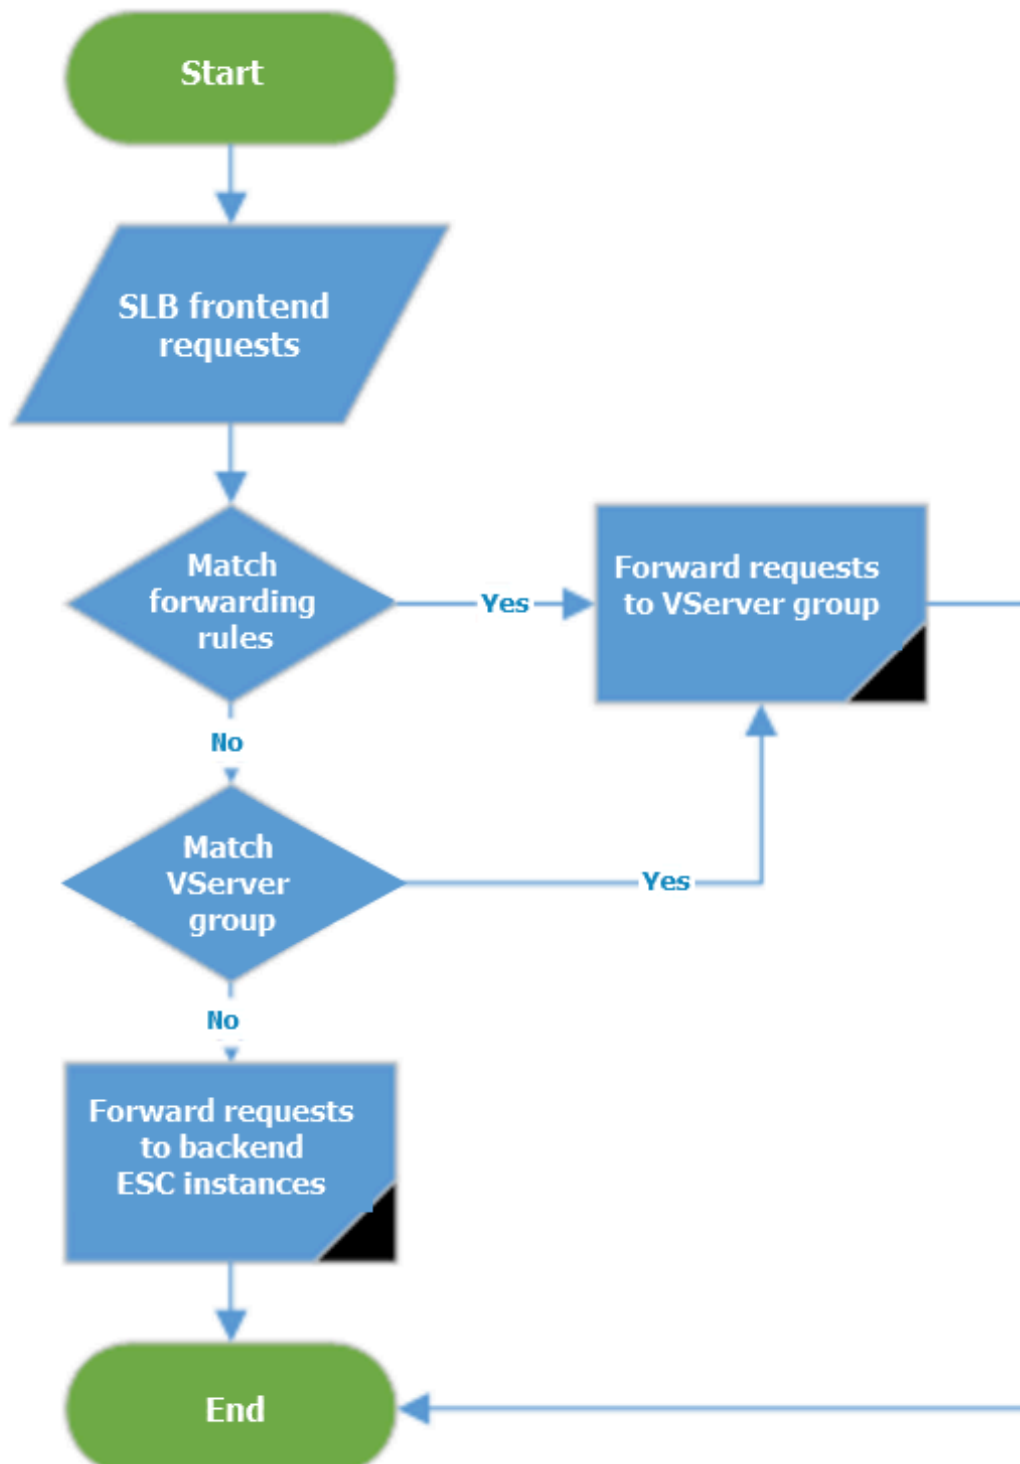 Start
SLB frontend
requests
Match
forwarding
rules
Yes
Forward requests
to VServer group
No
Match
VServer
group
Yes
No
Forward requests
to backend
ESC instances
End